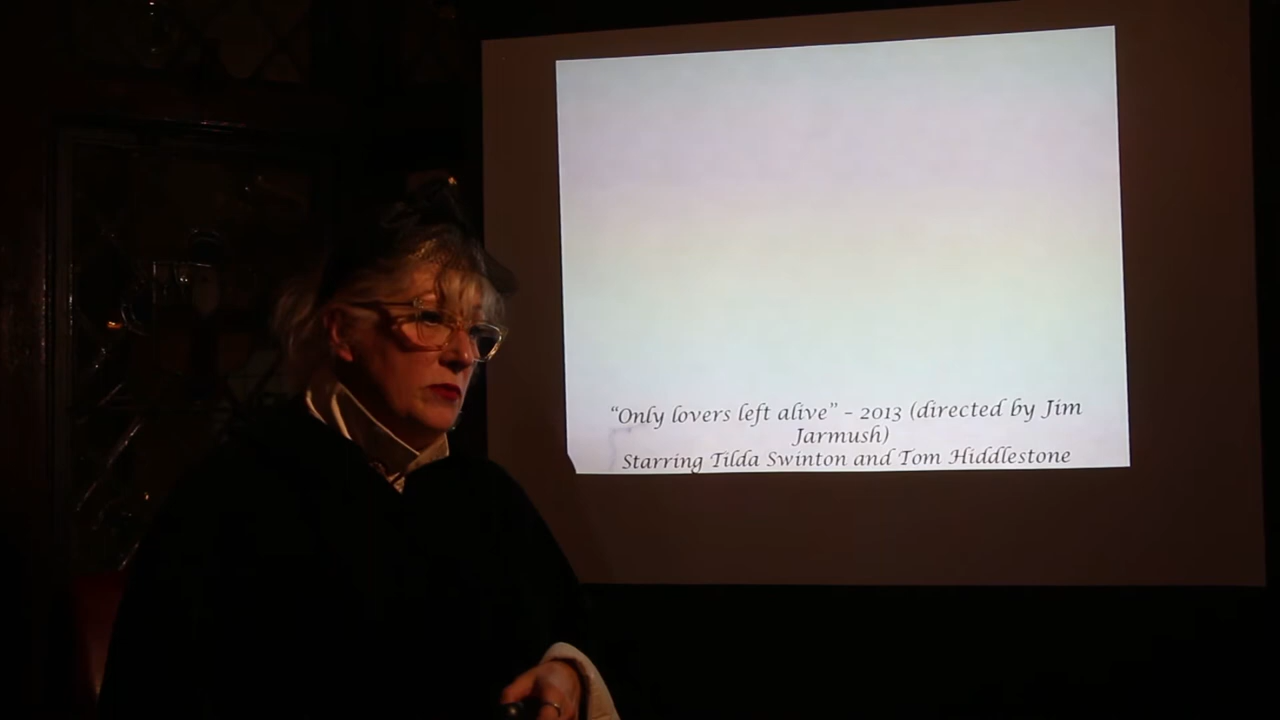 “Only lovers left alive” – 2013 (directed by Jim
Jarmush)
Starring Tilda Swinton and Tom Hiddlestone